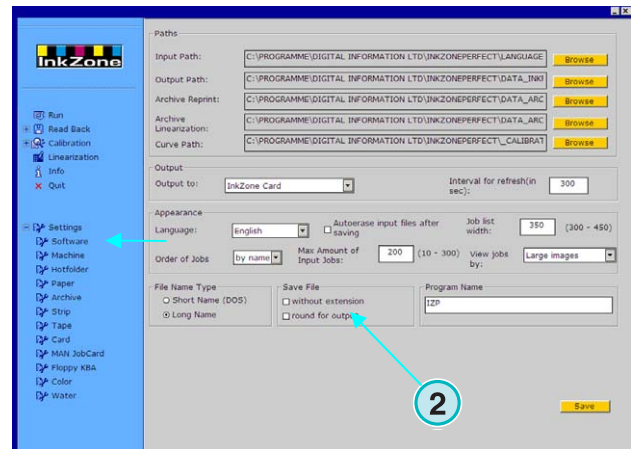 InkZone
Run
Read Back
Calibration
Linearization
Info
Quit
Settings
Software
Machine
Hotfolder
Paper
Archive
Strip
Tape
Card
MAN JobCard
Floppy KBA
Color
Water
Paths
Input Path: C:\PROGRAMME\DIGITAL INFORMATION LTD\INKZONEPERFECT\LANGUAGE Browse
Output Path: C:\PROGRAMME\DIGITAL INFORMATION LTD\INKZONEPERFECT\DATA_INKI Browse
Archive Reprint: C:\PROGRAMME\DIGITAL INFORMATION LTD\INKZONEPERFECT\DATA_ARC Browse
Archive Linearization: C:\PROGRAMME\DIGITAL INFORMATION LTD\INKZONEPERFECT\DATA_ARC Browse
Curve Path: C:\PROGRAMME\DIGITAL INFORMATION LTD\INKZONEPERFECT\_CALIBRAT Browse
Output
Output to: InkZone Card Interval for refresh(in sec): 300
Appearance
Language: English Autoerase input files after saving Job list width: 350 (300 - 450)
Order of Jobs by name Max Amount of Input Jobs: 200 (10 - 300) View jobs by: Large images
File Name Type
Short Name (DOS)
Long Name
Save File
without extension
round for output
Program Name
IZP
2
Save